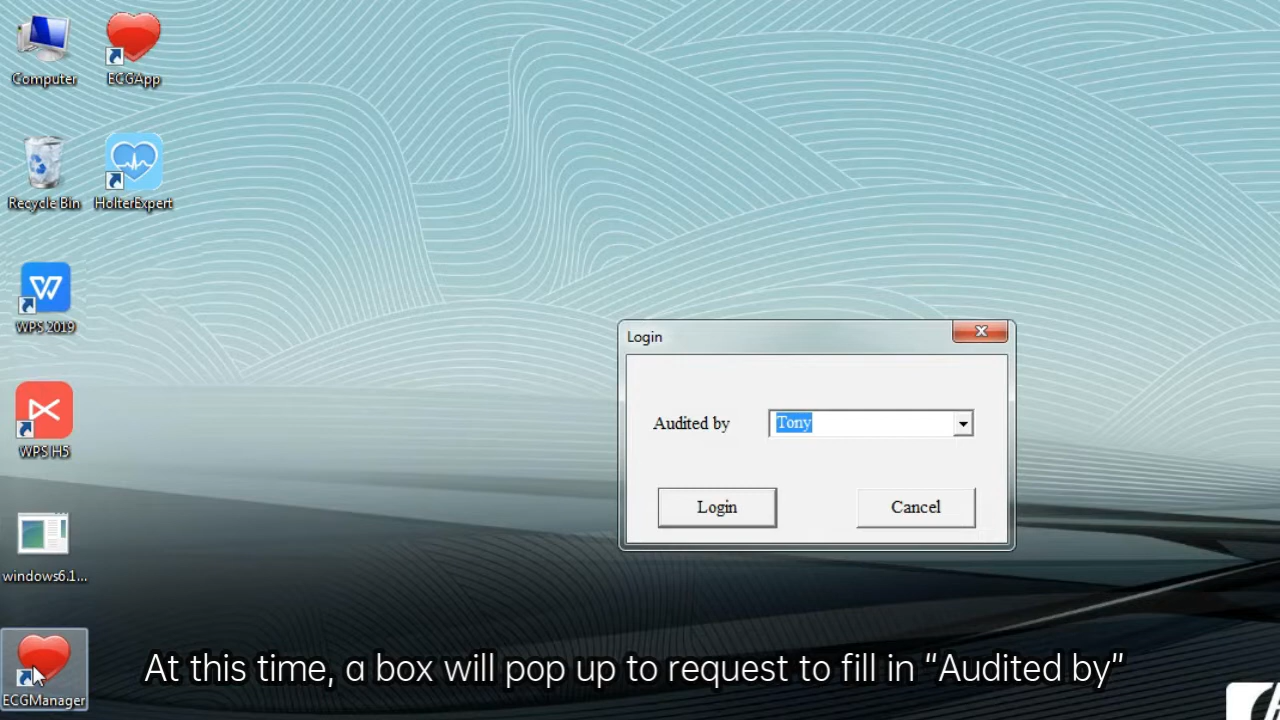 Computer
ECGApp
Recycle Bin
HolterExpert
WPS 2019
WPS H5
windows6.1...
ECGManager
Login
Audited by
Tony
Login
Cancel
At this time, a box will pop up to request to fill in “Audited by”